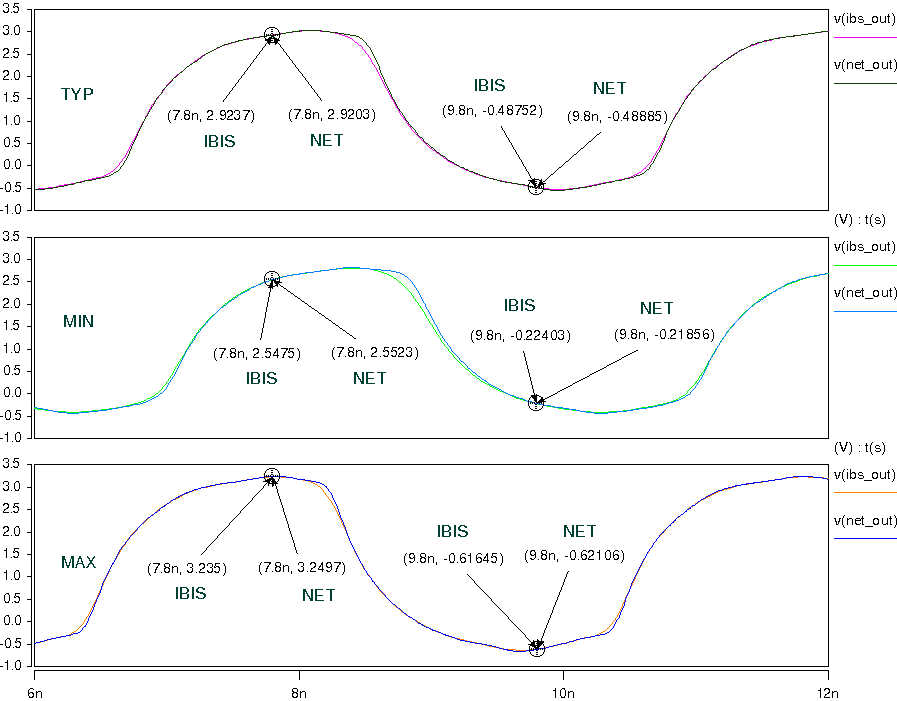 3.5
3.0
2.5
2.0
1.5
1.0
0.5
0.0
-0.5
-1.0
TYP
(7.8n, 2.9237)
IBIS
(7.8n, 2.9203)
NET
IBIS
(9.8n, -0.48752)
NET
(9.8n, -0.48885)
v(ibs_out)
v(net_out)
(V) : t(s)
3.5
3.0
2.5
2.0
1.5
1.0
0.5
0.0
-0.5
-1.0
MIN
(7.8n, 2.5475)
IBIS
(7.8n, 2.5523)
NET
IBIS
(9.8n, -0.22403)
NET
(9.8n, -0.21856)
v(ibs_out)
v(net_out)
(V) : t(s)
3.5
3.0
2.5
2.0
1.5
1.0
0.5
0.0
-0.5
-1.0
MAX
(7.8n, 3.235)
IBIS
(7.8n, 3.2497)
NET
IBIS
(9.8n, -0.61645)
NET
(9.8n, -0.62106)
v(ibs_out)
v(net_out)
6n 8n 10n 12n